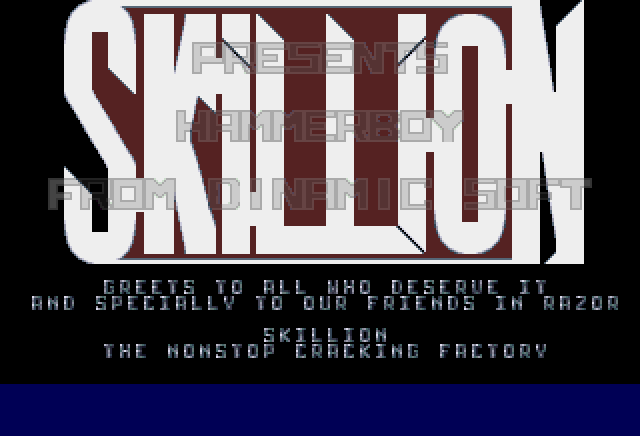 SKILLION
PRESENTS
HAMMERBOY
FROM DINAMIC SOFT
GREETS TO ALL WHO DESERVE IT
AND SPECIALLY TO OUR FRIENDS IN RAZOR
SKILLION
THE NONSTOP CRACKING FACTORY